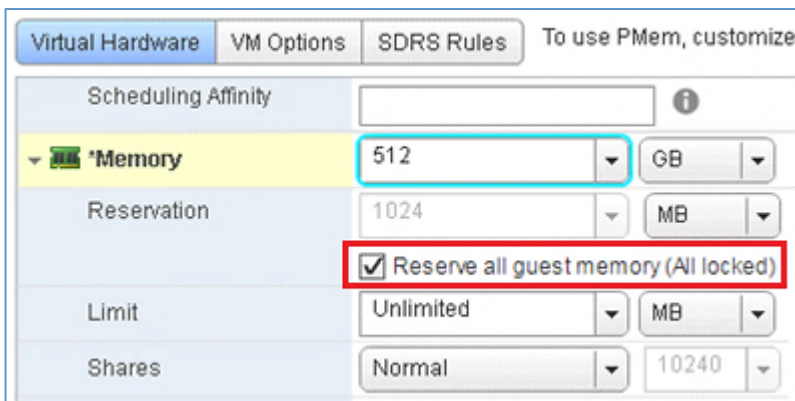 Virtual Hardware VM Options SDRS Rules To use PMem, customize
Scheduling Affinity
*Memory 512 GB
Reservation 1024 MB
Reserve all guest memory (All locked)
Limit Unlimited MB
Shares Normal 10240